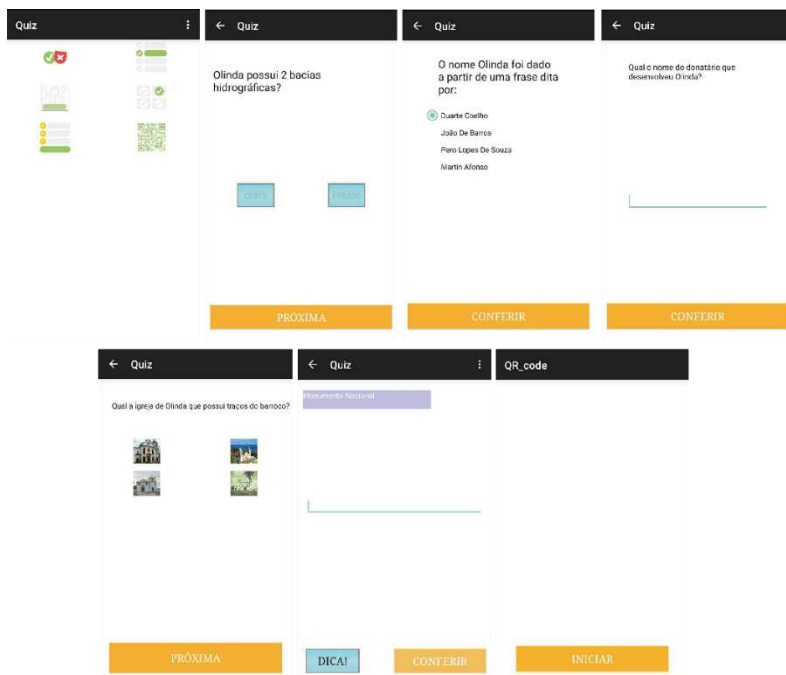 Quiz
Quiz
Olinda possui 2 bacias
hidrográficas?
CERTO
ERRADO
PRÓXIMA
Quiz
O nome Olinda foi dado
a partir de uma frase dita
por:
Duarte Coelho
João De Barros
Pero Lopes De Souza
Martin Afonso
CONFERIR
Quiz
Qual o nome do donatário que
desenvolveu Olinda?
CONFERIR
Quiz
Qual a igreja de Olinda que possui traços do barroco?
PRÓXIMA
Quiz
Monumento Nacional
DICA!
CONFERIR
QR_code
INICIAR